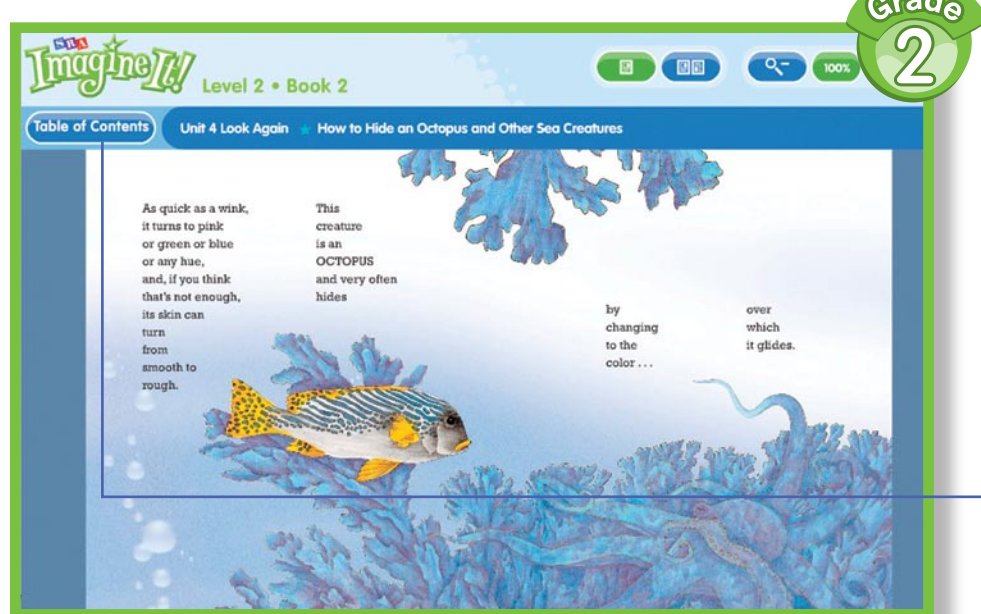 Grade
2
SRA
Imagine It!
Level 2 • Book 2
100%
Table of Contents
Unit 4 Look Again ★ How to Hide an Octopus and Other Sea Creatures
As quick as a wink,
it turns to pink
or green or blue
or any hue,
and, if you think
that's not enough,
its skin can
turn
from
smooth to
rough.
This
creature
is an
OCTOPUS
and very often
hides
by
changing
to the
color . . .
over
which
it glides.